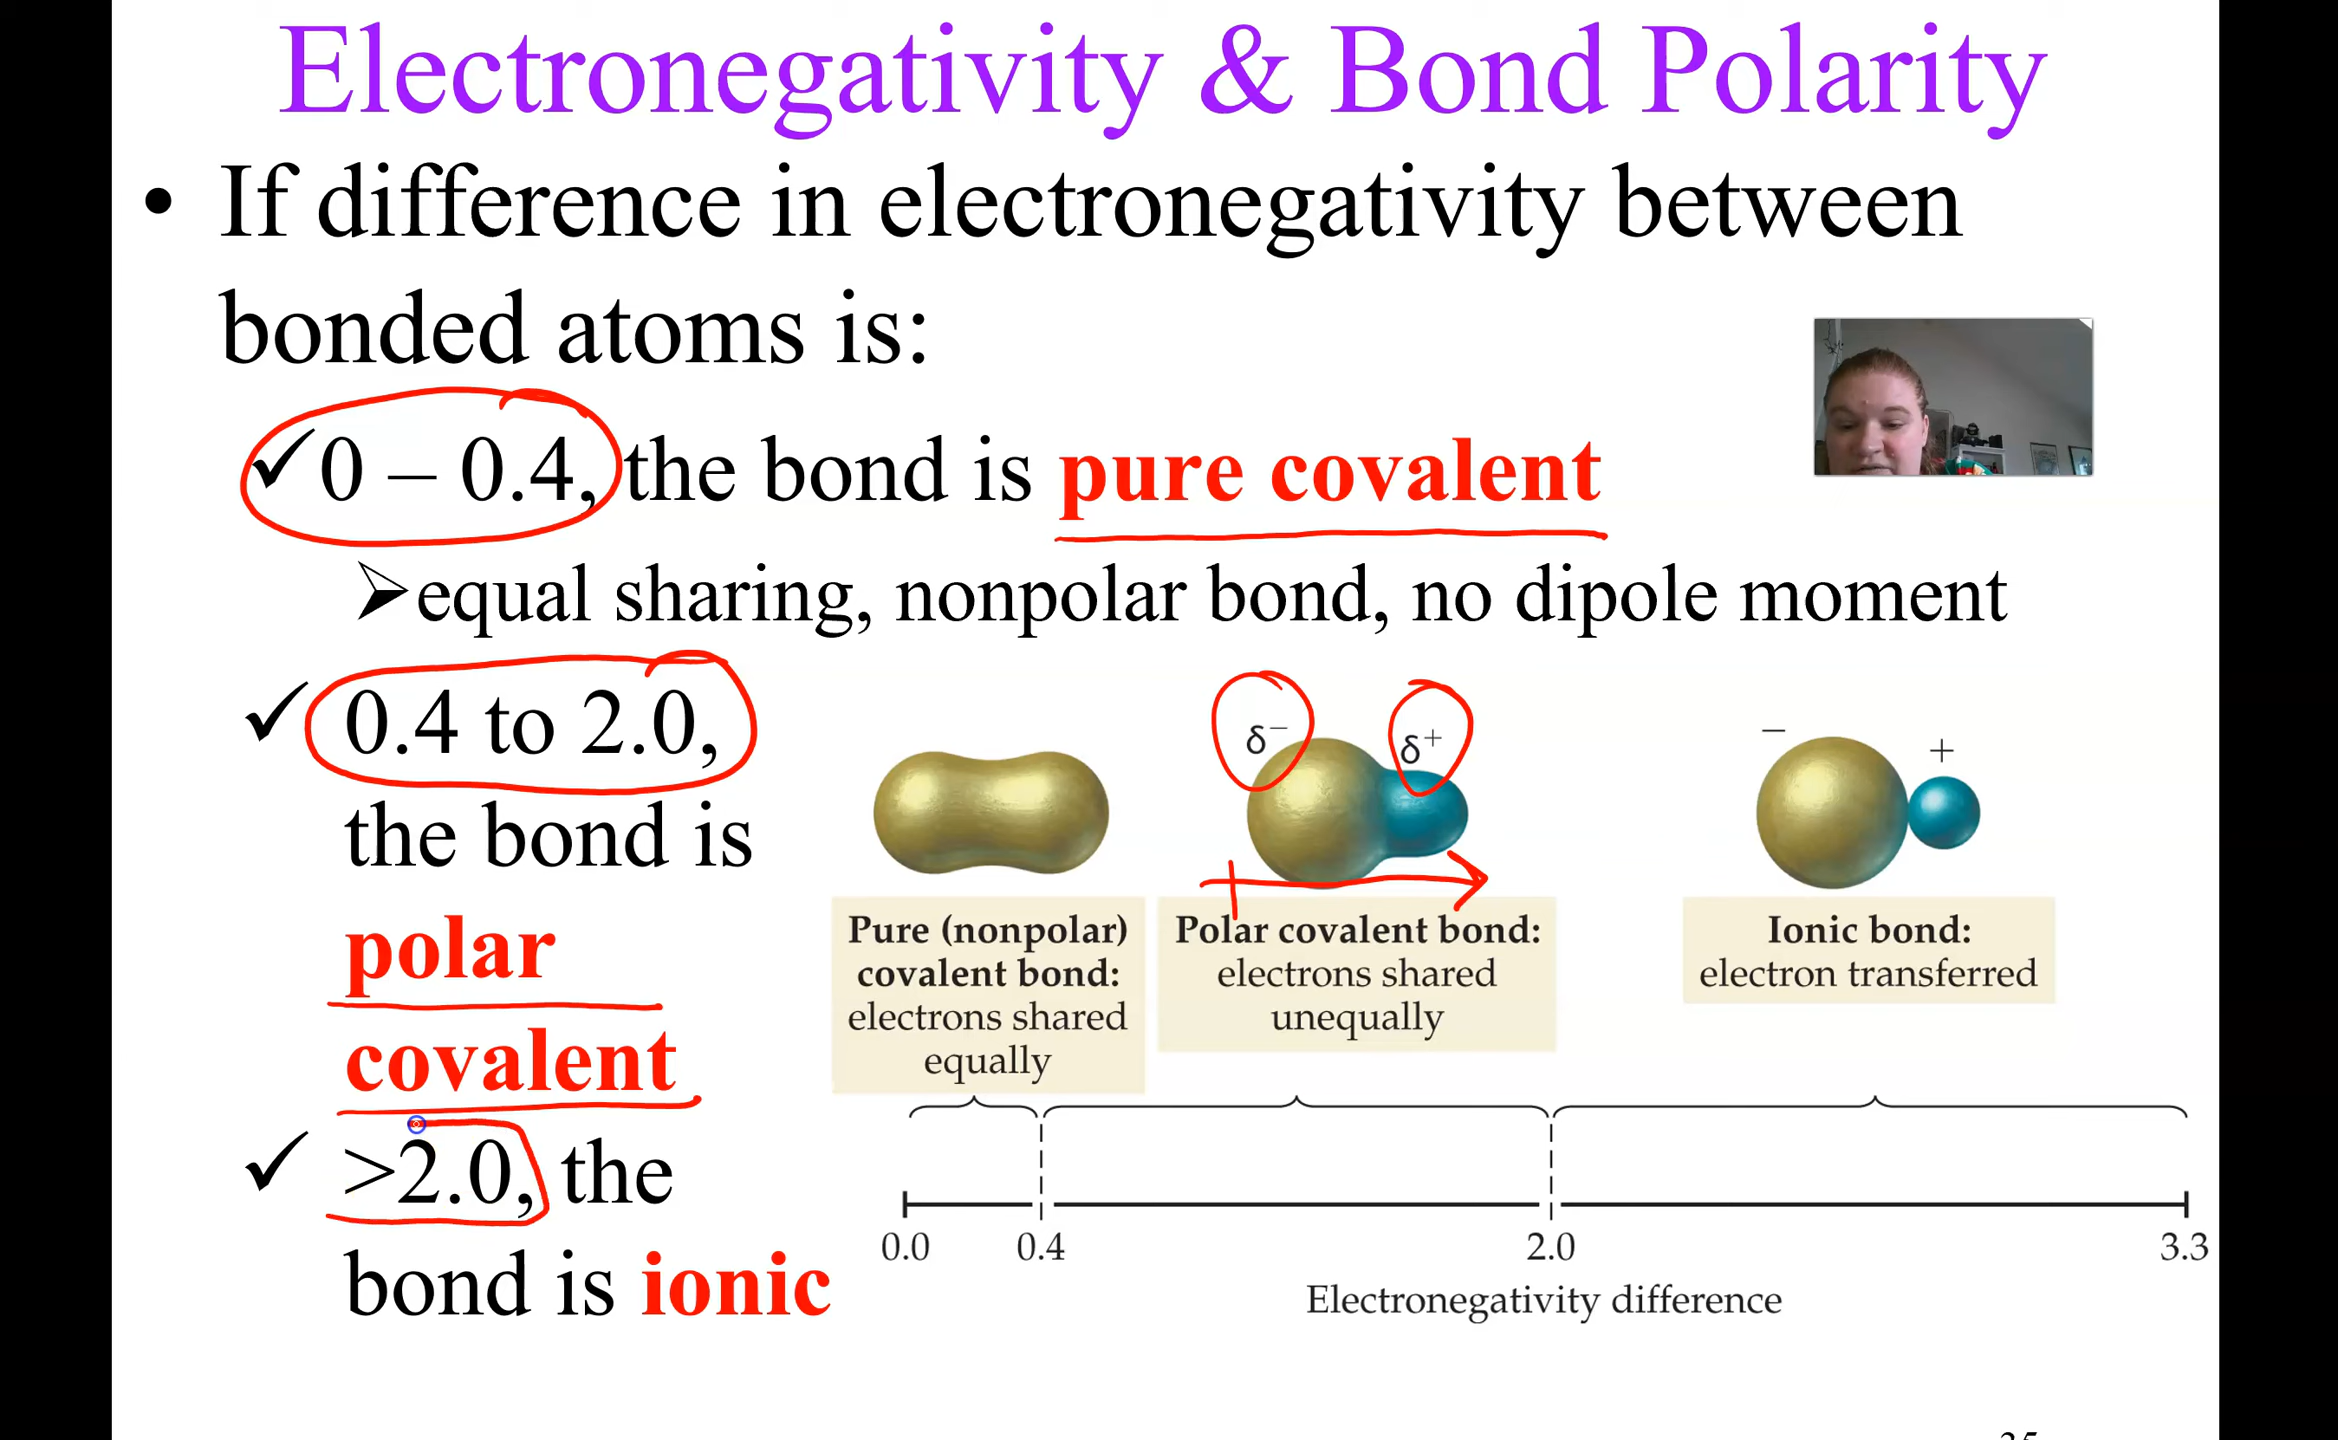 Electronegativity & Bond Polarity
• If difference in electronegativity between
bonded atoms is:
✓0 – 0.4, the bond is pure covalent
➢equal sharing, nonpolar bond, no dipole moment
✓ 0.4 to 2.0,
the bond is
polar
covalent
✓ >2.0, the
bond is ionic
δ− δ+
− +
Pure (nonpolar)
covalent bond:
electrons shared
equally
Polar covalent bond:
electrons shared
unequally
Ionic bond:
electron transferred
0.0 0.4 2.0 3.3
Electronegativity difference